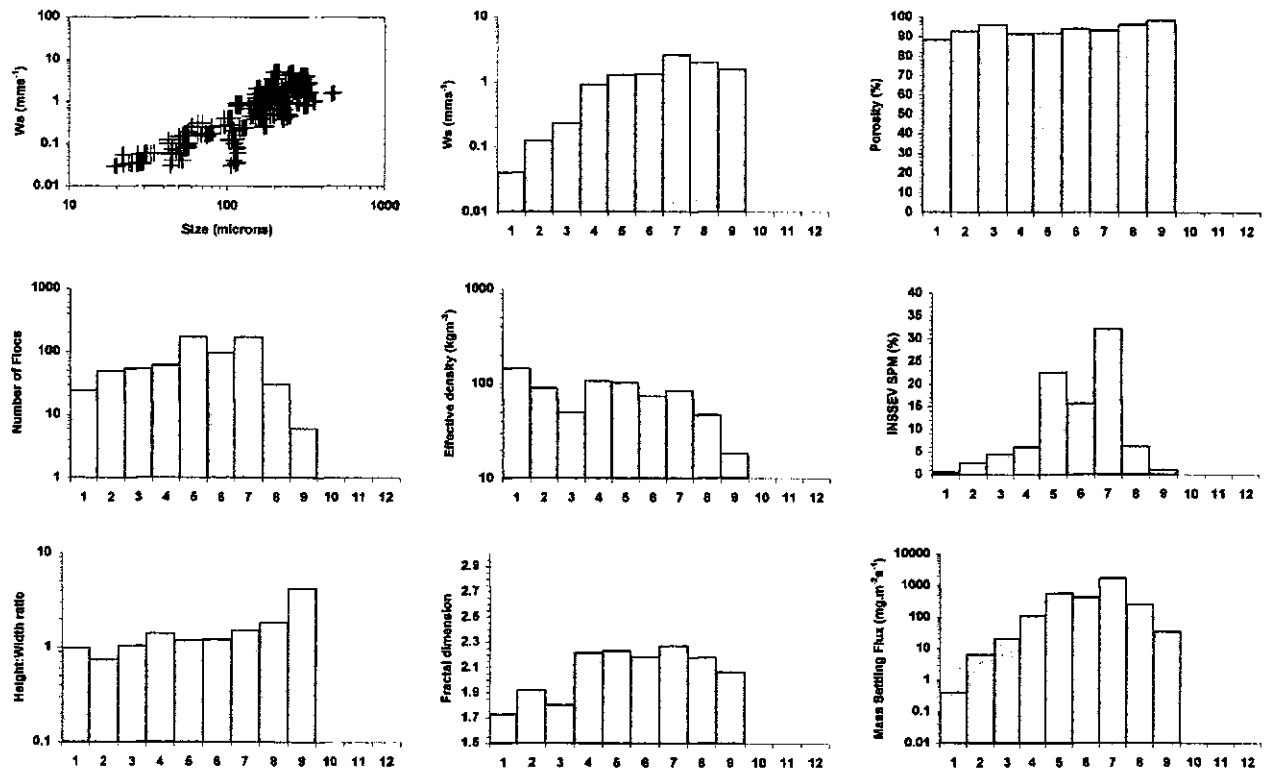 Ws (mms-1)
10
100
10
1
0.1
0.01
10 100 1000
Size (microns)
Ws (mms-1)
10
1
0.1
0.01
1 2 3 4 5 6 7 8 9 10 11 12
Porosity (%)
100
90
80
70
60
50
40
30
20
10
0
1 2 3 4 5 6 7 8 9 10 11 12
Number of Flocs
1000
100
10
1
1 2 3 4 5 6 7 8 9 10 11 12
Effective density (kgm-3)
1000
100
10
1 2 3 4 5 6 7 8 9 10 11 12
INSSEV SPM (%)
40
35
30
25
20
15
10
5
0
1 2 3 4 5 6 7 8 9 10 11 12
Height:Width ratio
10
1
0.1
1 2 3 4 5 6 7 8 9 10 11 12
Fractal dimension
2.9
2.7
2.5
2.3
2.1
1.9
1.7
1.5
1 2 3 4 5 6 7 8 9 10 11 12
Mass Settling Flux (mg.m-2s-1)
10000
1000
100
10
1
0.1
0.01
1 2 3 4 5 6 7 8 9 10 11 12